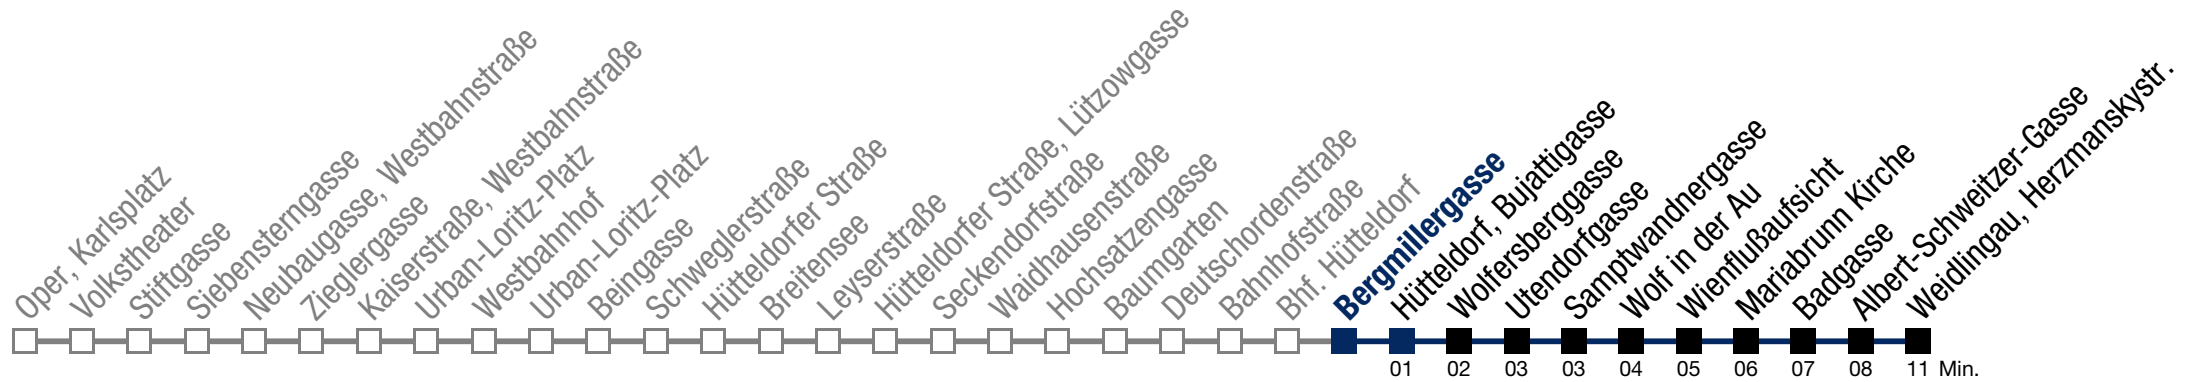 Oper, Karlsplatz
Volkstheater
Stiftgasse
Siebensterngasse
Neubaugasse, Westbahnstraße
Zieglergasse
Kaiserstraße, Westbahnstraße
Urban-Loritz-Platz
Westbahnhof
Urban-Loritz-Platz
Beingasse
Schweglerstraße
Hütteldorfer Straße
Breitensee
Leyserstraße
Hütteldorfer Straße, Lützowgasse
Seckendorfstraße
Waidhausenstraße
Hochsatzengasse
Baumgarten
Deutschordenstraße
Bahnhofstraße
Bhf. Hütteldorf
Bergmillergasse
Hütteldorf, Bujattigasse
Wolfersberggasse
Utendorfgasse
Samptwandnergasse
Wolf in der Au
Wienflußaufsicht
Mariabrunn Kirche
Badgasse
Albert-Schweitzer-Gasse
Weidlingau, Herzmanskystr.
01 02 03 03 04 05 06 07 08 11 Min.